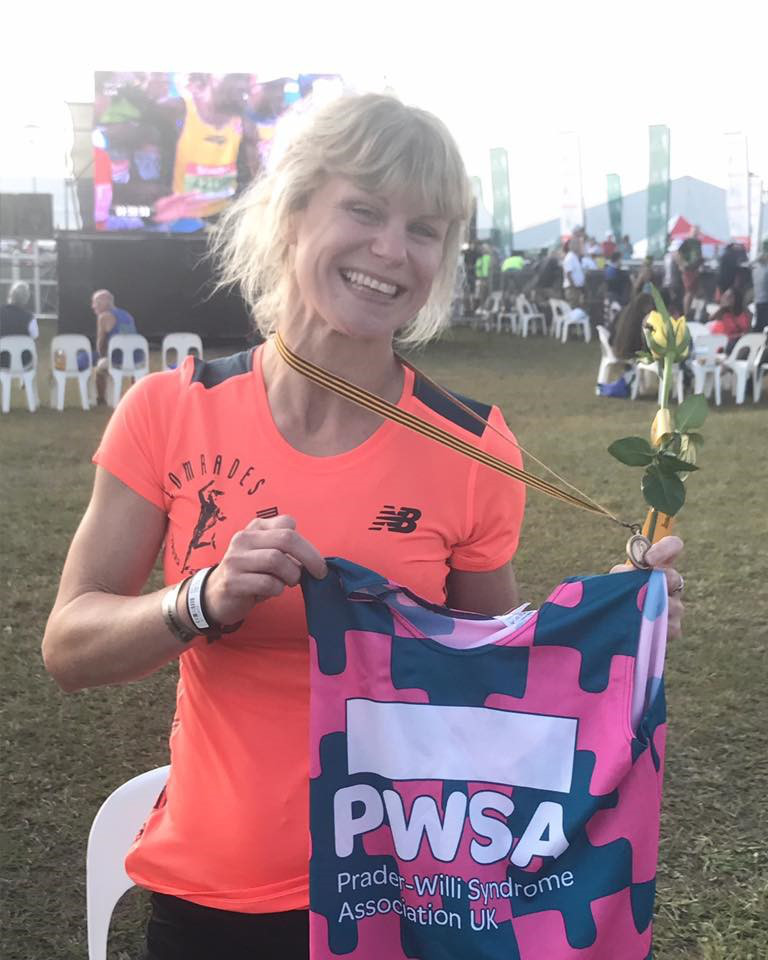 OMRADES M
NB
PWSA
Prader-Willi Syndrome
Association UK